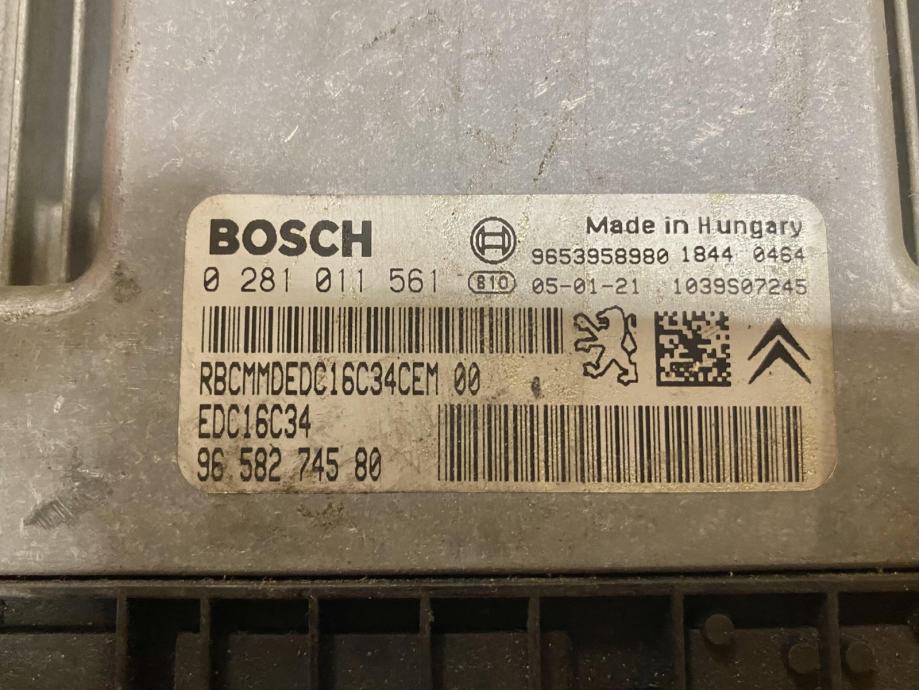 BOSCH Made in Hungary
9653958980 1844 0464
0 281 011 561 810 05-01-21 1039S07245
RBCMMDEDC16C34CEM 00
EDC16C34
96 582 745 80